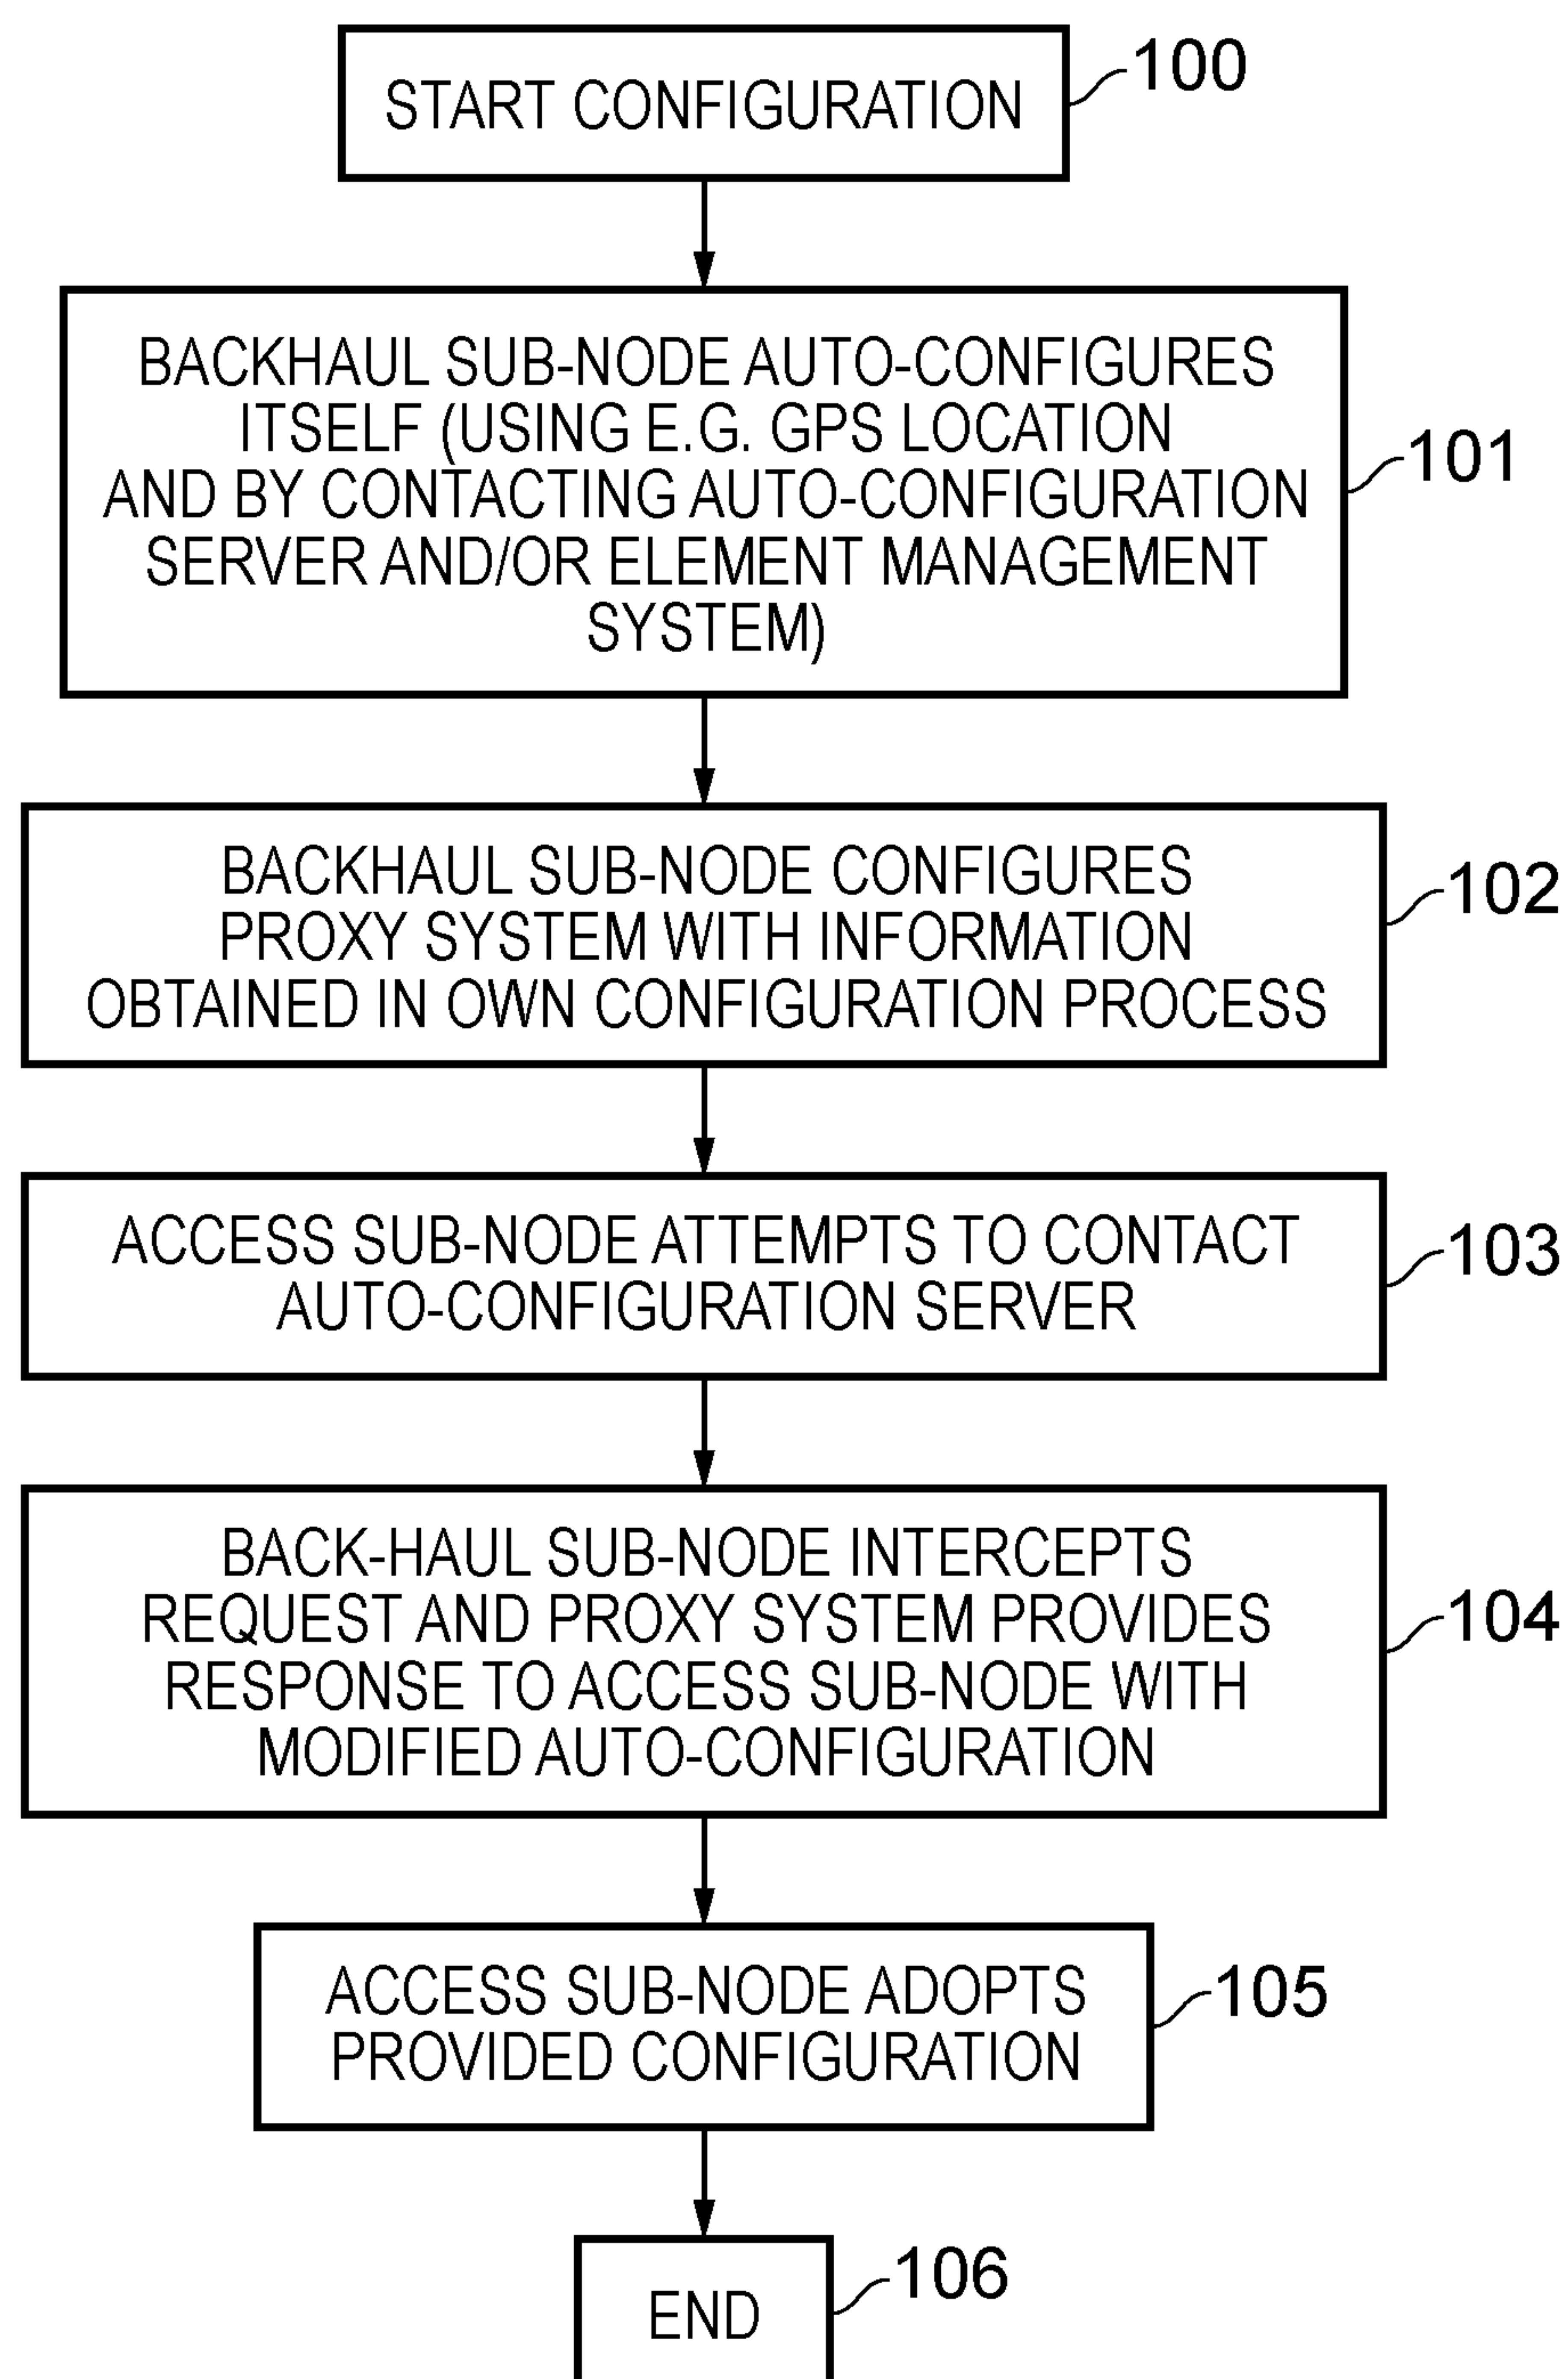 START CONFIGURATION
100
BACKHAUL SUB-NODE AUTO-CONFIGURES
ITSELF (USING E.G. GPS LOCATION
AND BY CONTACTING AUTO-CONFIGURATION
SERVER AND/OR ELEMENT MANAGEMENT
SYSTEM)
101
BACKHAUL SUB-NODE CONFIGURES
PROXY SYSTEM WITH INFORMATION
OBTAINED IN OWN CONFIGURATION PROCESS
102
ACCESS SUB-NODE ATTEMPTS TO CONTACT
AUTO-CONFIGURATION SERVER
103
BACK-HAUL SUB-NODE INTERCEPTS
REQUEST AND PROXY SYSTEM PROVIDES
RESPONSE TO ACCESS SUB-NODE WITH
MODIFIED AUTO-CONFIGURATION
104
ACCESS SUB-NODE ADOPTS
PROVIDED CONFIGURATION
105
END
106